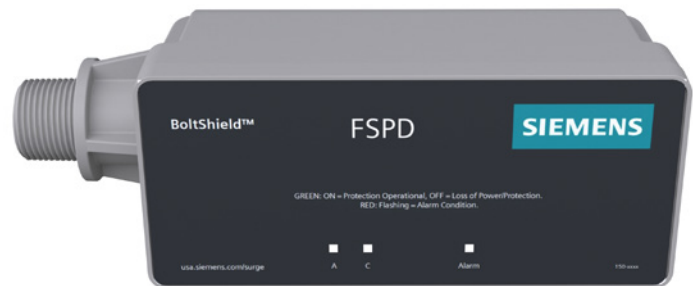 BoltShield™
FSPD
SIEMENS
GREEN: ON = Protection Operational, OFF = Loss of Power/Protection.
RED: Flashing = Alarm Condition.
A
C
Alarm
usa.siemens.com/surge